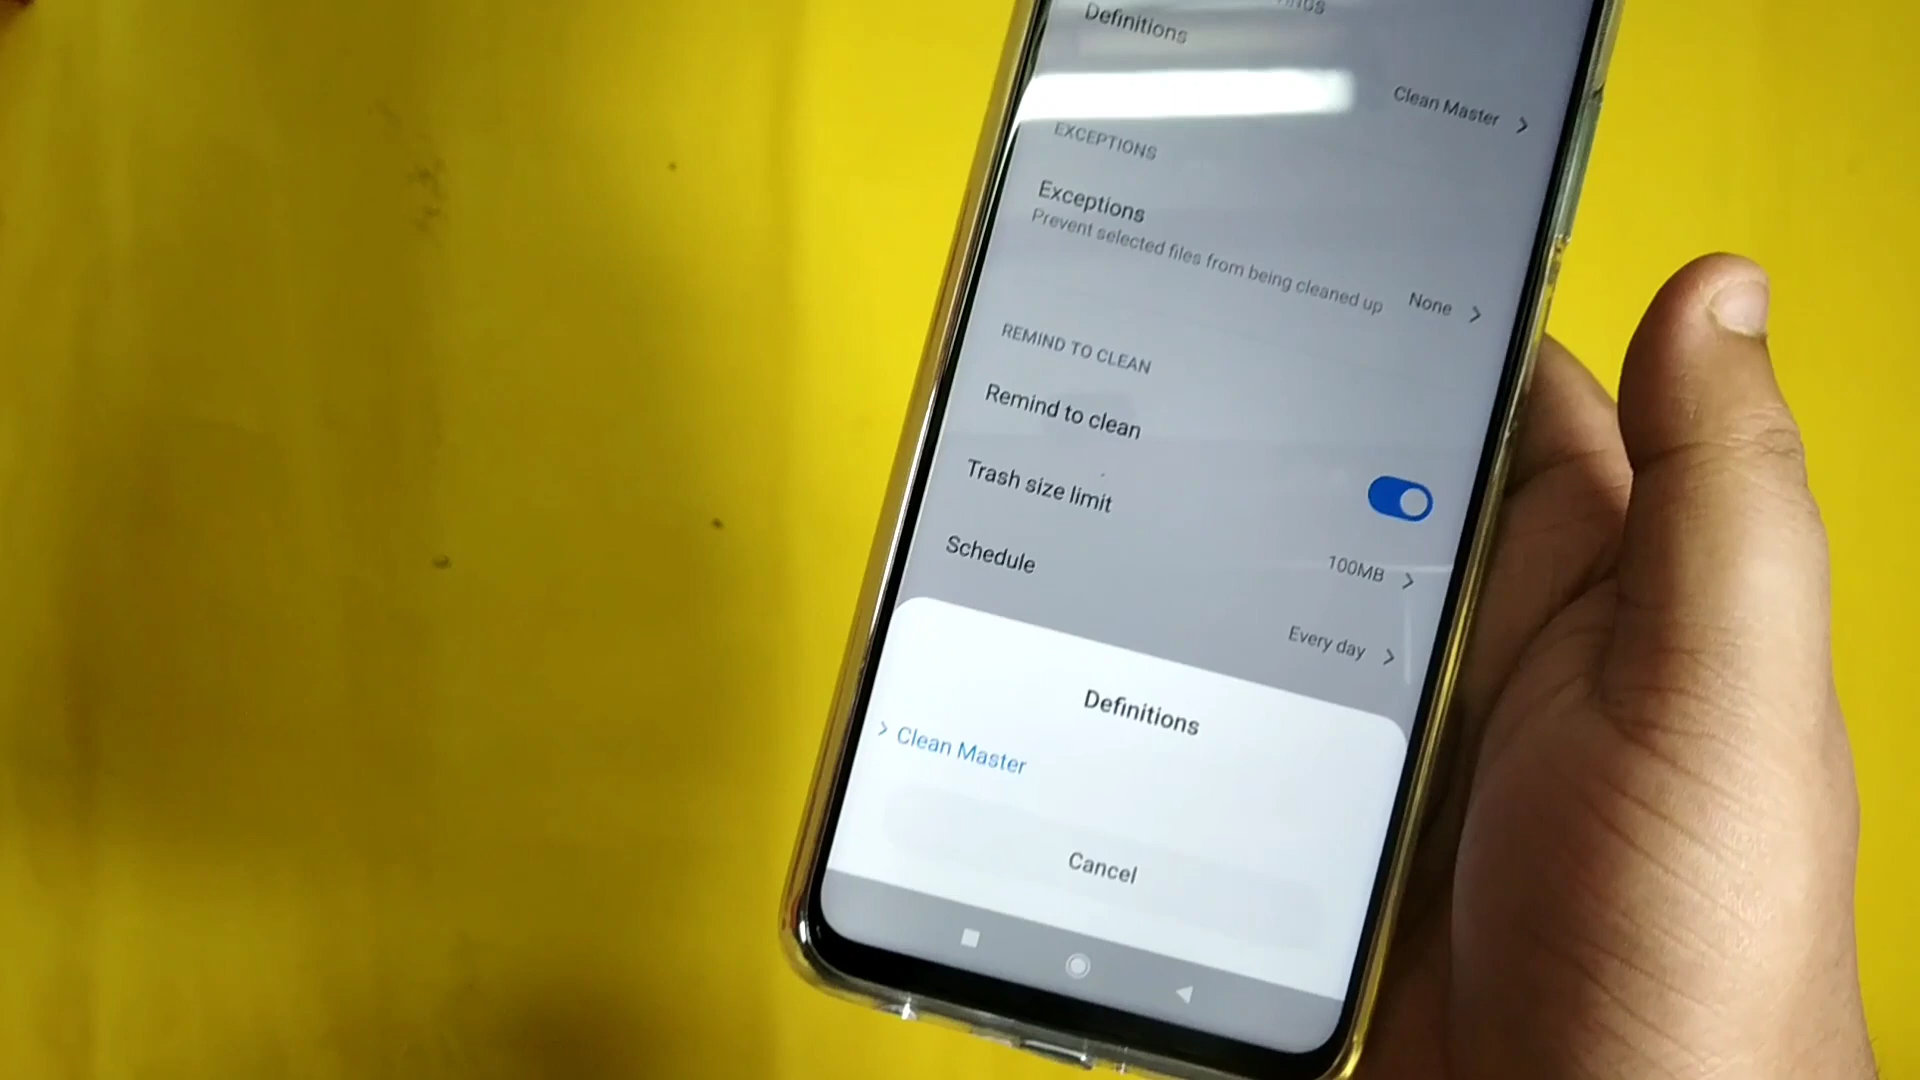 Definitions
Clean Master
EXCEPTIONS
Exceptions
Prevent selected files from being cleaned up
None
REMIND TO CLEAN
Remind to clean
Trash size limit
100MB
Schedule
Every day
Definitions
Clean Master
Cancel